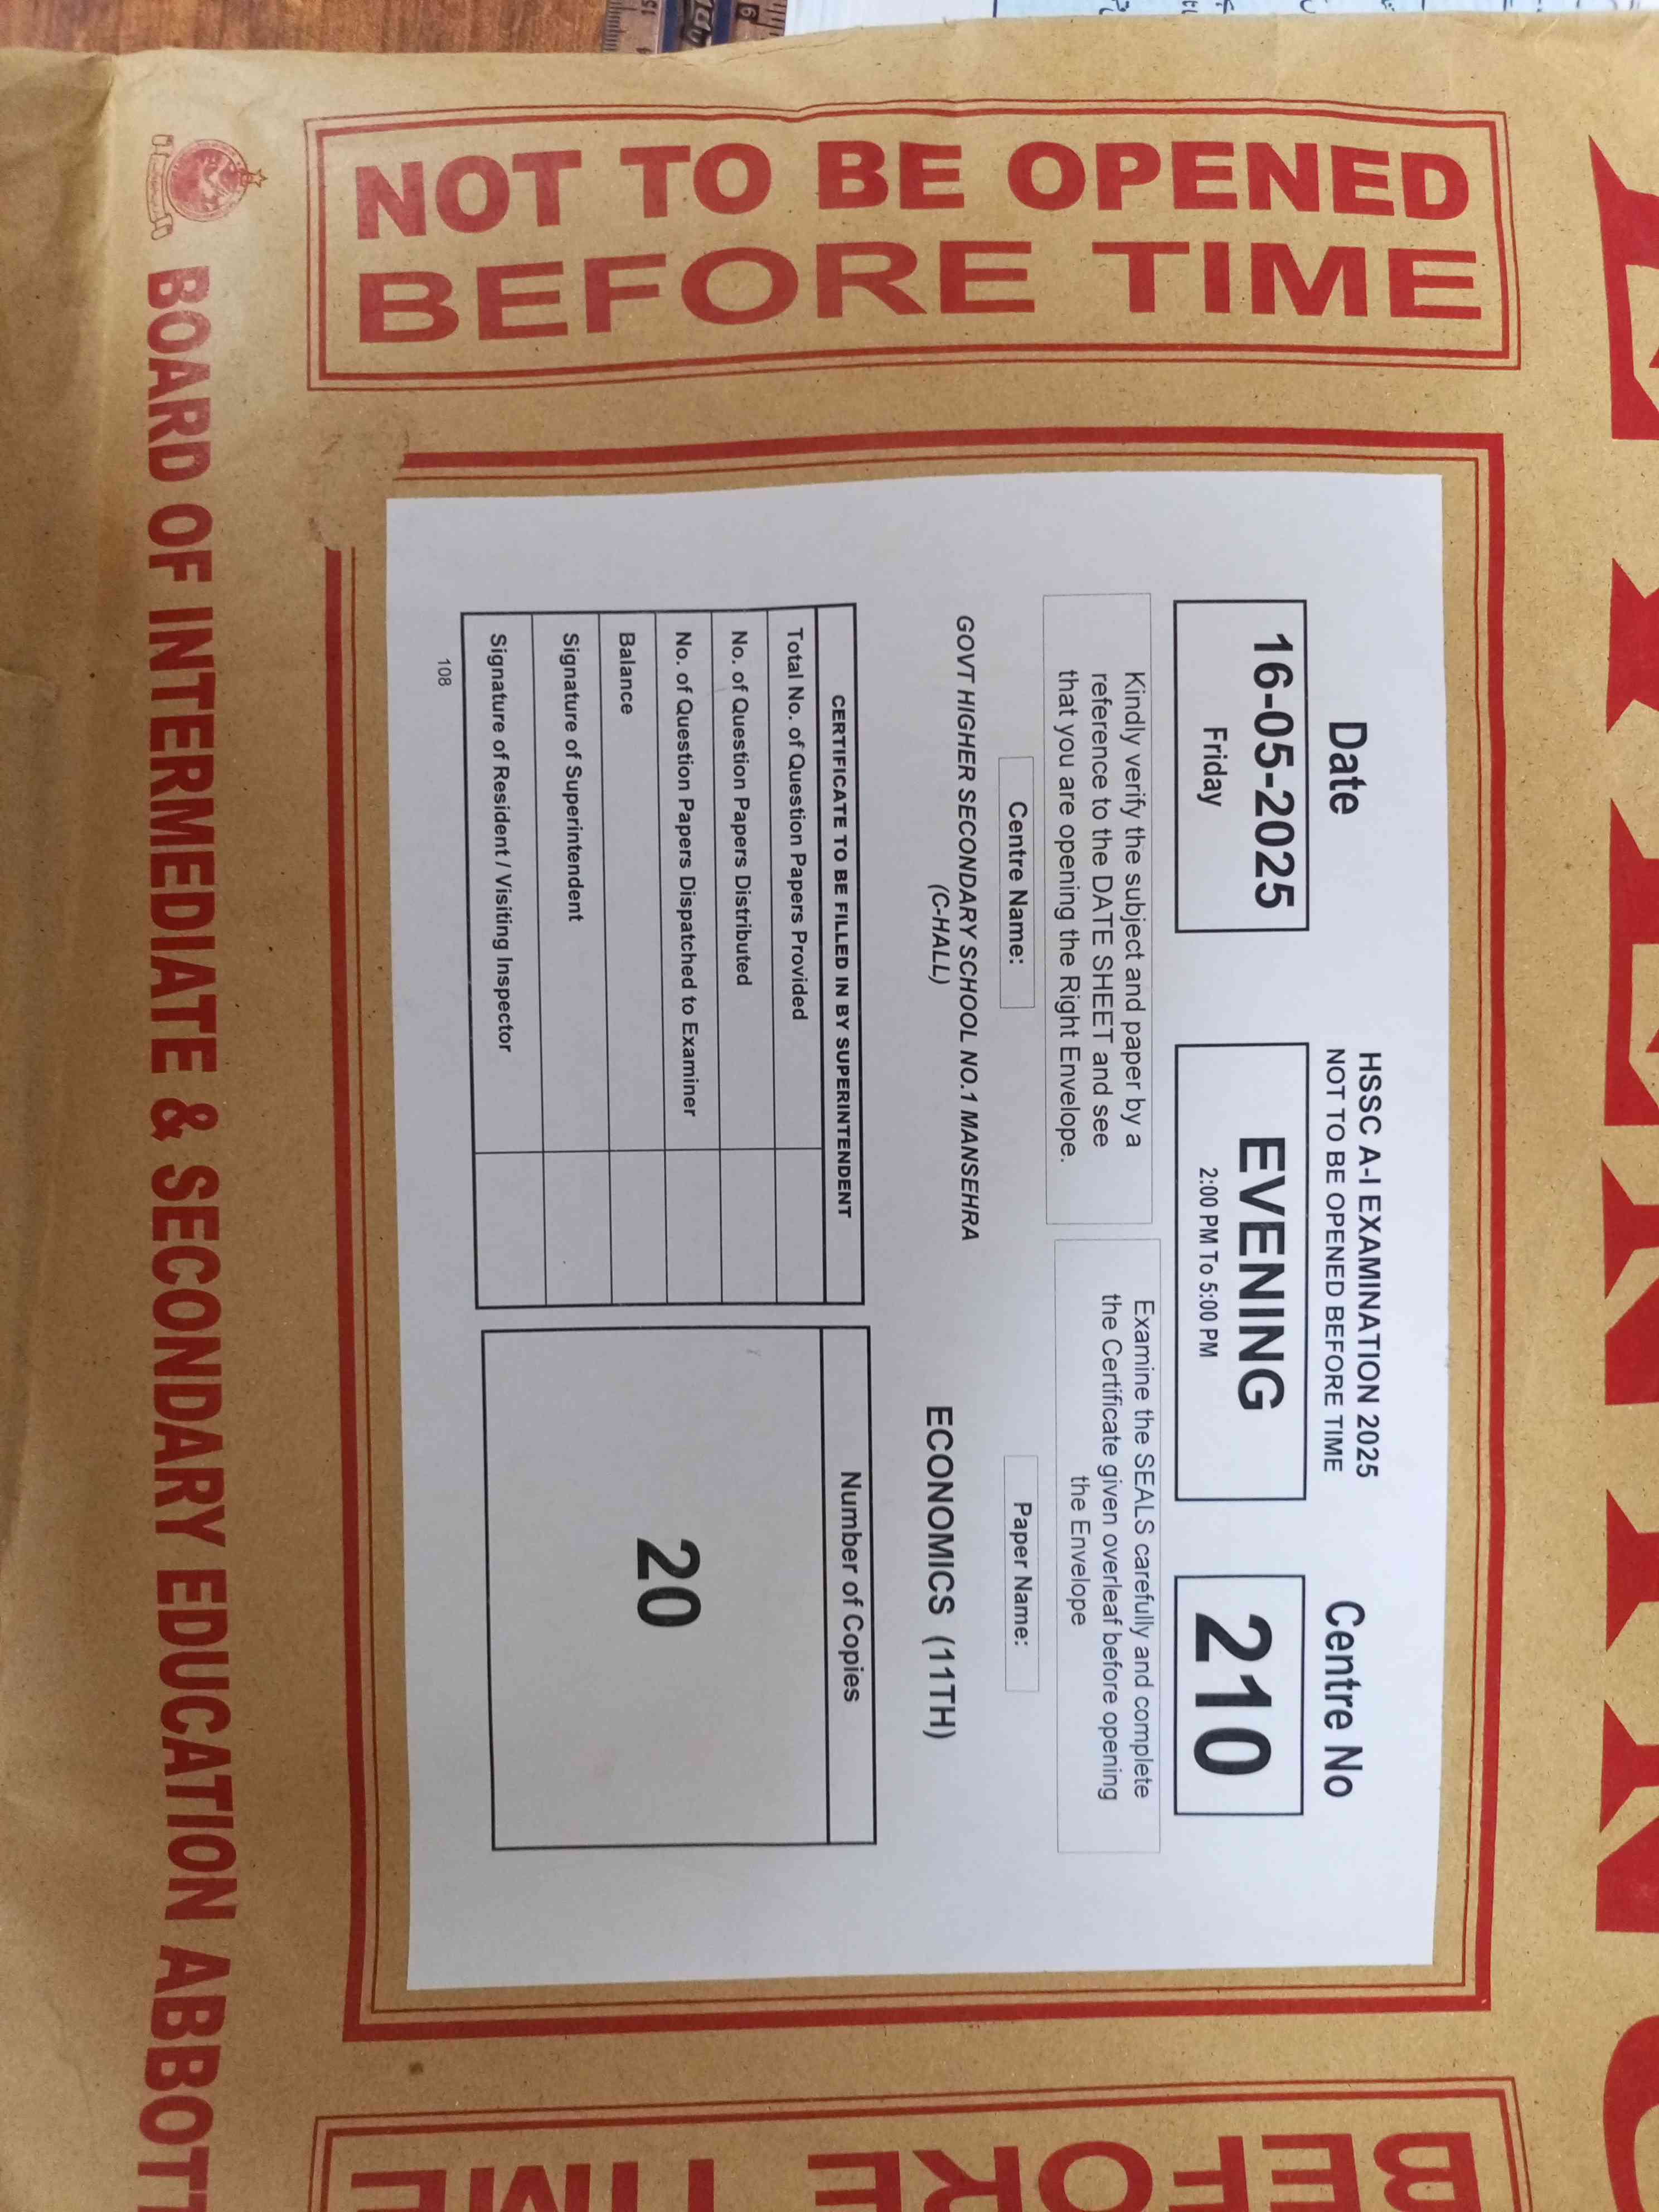 NOT TO BE OPENED
BEFORE TIME
Date
HSSC A-I EXAMINATION 2025
NOT TO BE OPENED BEFORE TIME
Centre No
16-05-2025
Friday
EVENING
2:00 PM To 5:00 PM
210
Kindly verify the subject and paper by a
reference to the DATE SHEET and see
that you are opening the Right Envelope.
Examine the SEALS carefully and complete
the Certificate given overleaf before opening
the Envelope
Centre Name:
Paper Name:
GOVT HIGHER SECONDARY SCHOOL NO.1 MANSEHRA
(C-HALL)
ECONOMICS (11TH)
CERTIFICATE TO BE FILLED IN BY SUPERINTENDENT
Total No. of Question Papers Provided
No. of Question Papers Distributed
No. of Question Papers Dispatched to Examiner
Balance
Signature of Superintendent
Signature of Resident / Visiting Inspector
Number of Copies
20
108
BOARD OF INTERMEDIATE & SECONDARY EDUCATION ABBOTT